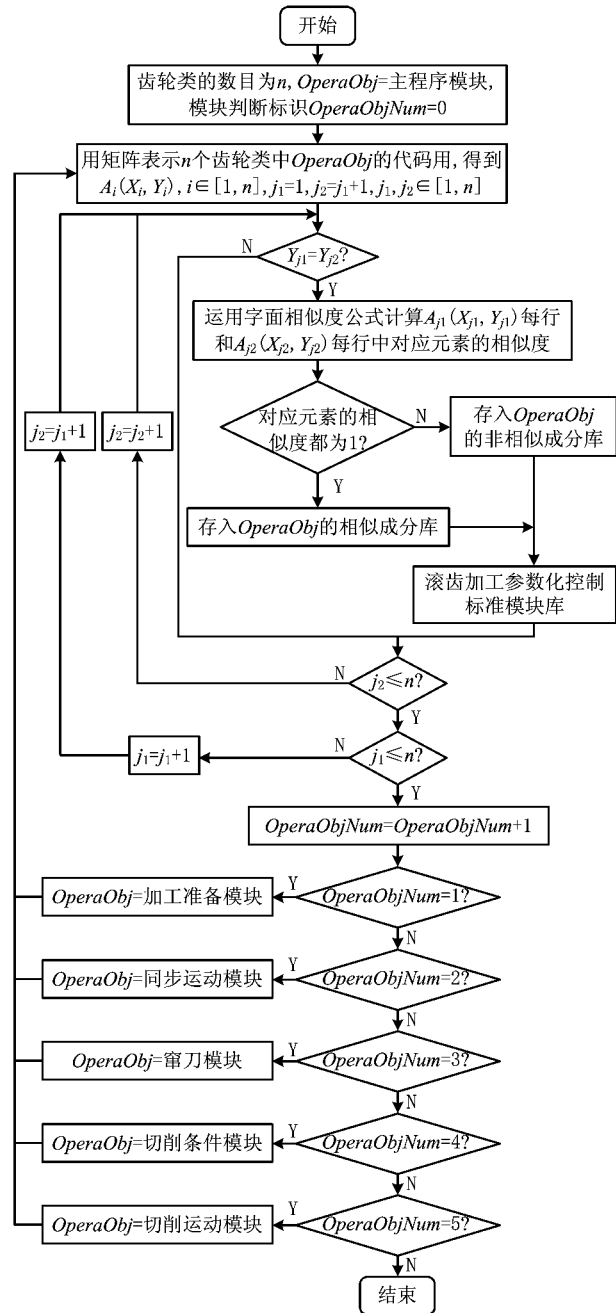 开始
齿轮类的数目为n, OperaObj=主程序模块,
模块判断标识OperaObjNum=0
用矩阵表示n个齿轮类中OperaObj的代码用, 得到
Ai(Xi, Yi), i∈[1, n], j1=1, j2=j1+1, j1, j2∈[1, n]
N
Yj1=Yj2?
Y
运用字面相似度公式计算Aj1(Xj1, Yj1)每行
和Aj2(Xj2, Yj2)每行中对应元素的相似度
j2=j1+1
j2=j2+1
对应元素的相
似度都为1?
N
存入OperaObj
的非相似成分库
Y
存入OperaObj的相似成分库
滚齿加工参数化控制
标准模块库
N
j2≤n?
Y
j1=j1+1
N
j1≤n?
Y
OperaObjNum=OperaObjNum+1
OperaObj=加工准备模块
Y
OperaObjNum=1?
N
OperaObj=同步运动模块
Y
OperaObjNum=2?
N
OperaObj=窜刀模块
Y
OperaObjNum=3?
N
OperaObj=切削条件模块
Y
OperaObjNum=4?
N
OperaObj=切削运动模块
Y
OperaObjNum=5?
N
结束